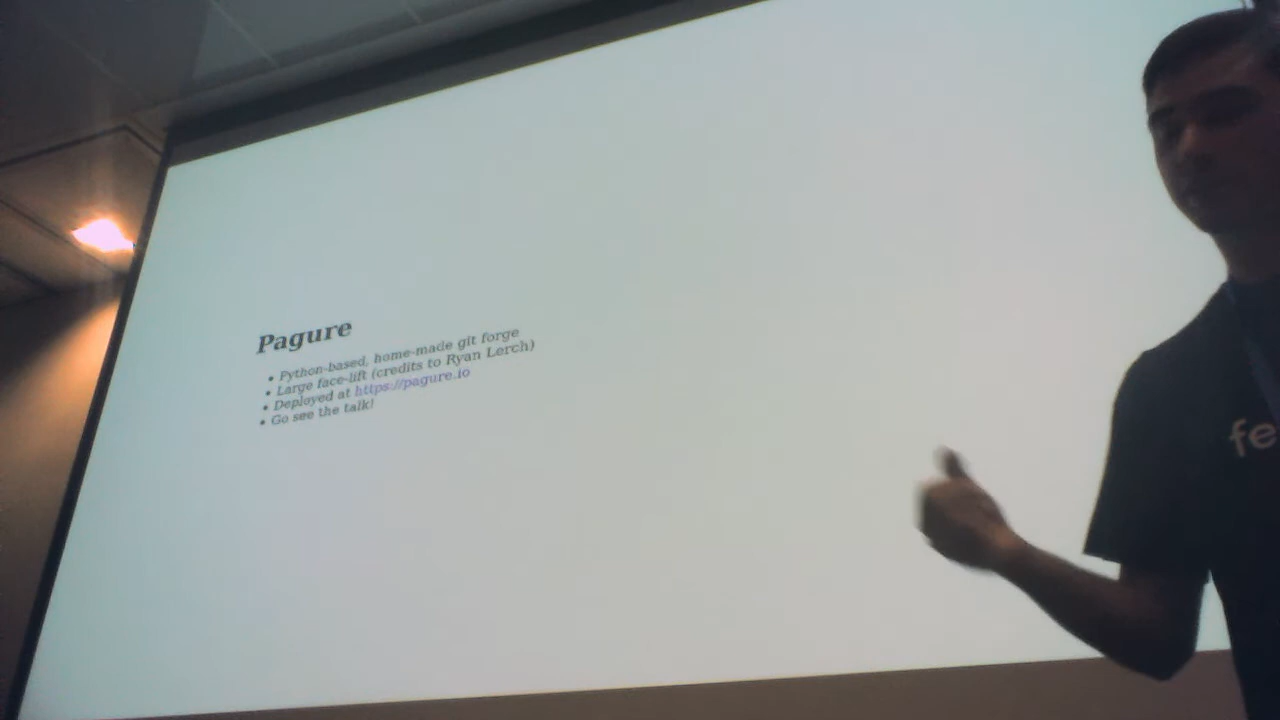 Pagure
• Python-based, home-made git forge
• Large face-lift (credits to Ryan Lerch)
• Deployed at https://pagure.io
• Go see the talk!
fe